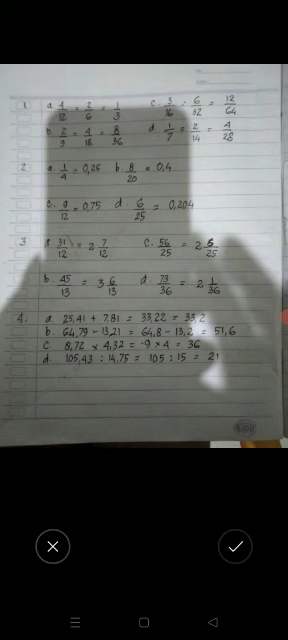 1. a. 4/12 = 2/6 = 1/3 c. 3/16 : 6/32 = 12/64
b. 2/9 = 4/18 = 8/36 d. 1/7 = 2/14 = 4/28
2. a. 1/4 = 0,25 b. 8/20 = 0,4
c. 9/12 = 0,75 d. 6/25 = 0,204
3. a. 31/12 = 2 7/12 c. 56/25 = 2 6/25
b. 45/13 = 3 6/13 d. 73/36 = 2 1/36
4. a. 25,41 + 7.81 = 33,22 = 33,2
b. 64,79 - 13,21 = 64,8 - 13,2 = 51,6
c. 8,72 x 4,32 = 9 x 4 = 36
d. 105,43 : 14,75 = 105 : 15 = 21
KIKY